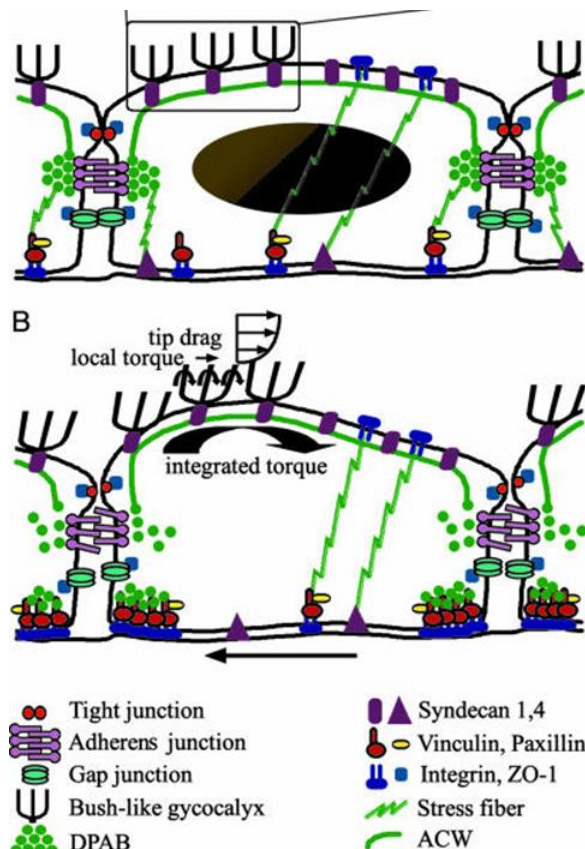 B
tip drag
local torque
integrated torque
Tight junction
Adherens junction
Gap junction
Bush-like gycocalyx
DPAB
Syndecan 1,4
Vinculin, Paxillin
Integrin, ZO-1
Stress fiber
ACW